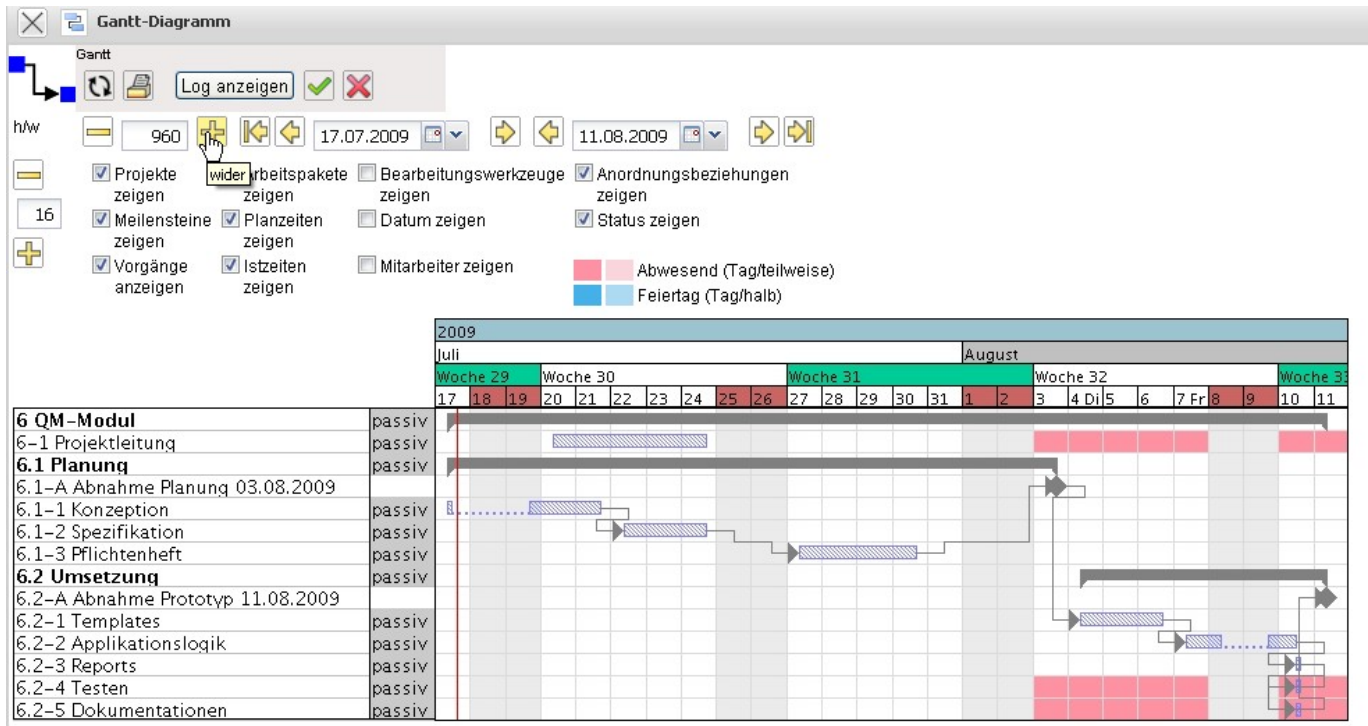 Gantt-Diagramm
Gantt
Log anzeigen
h/w
960
17.07.2009
11.08.2009
wider
Projekte zeigen
rbeitspakete zeigen
Bearbeitungswerkzeuge zeigen
Anordnungsbeziehungen zeigen
16
Meilensteine zeigen
Planzeiten zeigen
Datum zeigen
Status zeigen
Vorgänge anzeigen
Istzeiten zeigen
Mitarbeiter zeigen
Abwesend (Tag/teilweise)
Feiertag (Tag/halb)
2009
Juli August
Woche 29 Woche 30 Woche 31 Woche 32 Woche 33
17 18 19 20 21 22 23 24 25 26 27 28 29 30 31 1 2 3 4 Di 5 6 7 Fr 8 9 10 11
6 QM-Modul passiv
6-1 Projektleitung passiv
6.1 Planung passiv
6.1-A Abnahme Planung 03.08.2009
6.1-1 Konzeption passiv
6.1-2 Spezifikation passiv
6.1-3 Pflichtenheft passiv
6.2 Umsetzung passiv
6.2-A Abnahme Prototyp 11.08.2009
6.2-1 Templates passiv
6.2-2 Applikationslogik passiv
6.2-3 Reports passiv
6.2-4 Testen passiv
6.2-5 Dokumentationen passiv